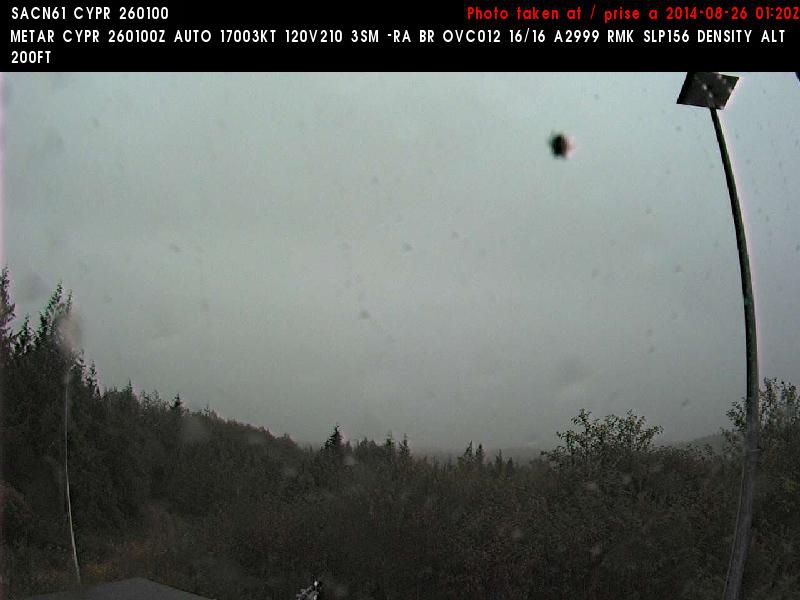 SACN61 CYPR 260100
Photo taken at / prise a 2014-08-26 01:20Z
METAR CYPR 260100Z AUTO 17003KT 120V210 3SM -RA BR OVC012 16/16 A2999 RMK SLP156 DENSITY ALT
200FT